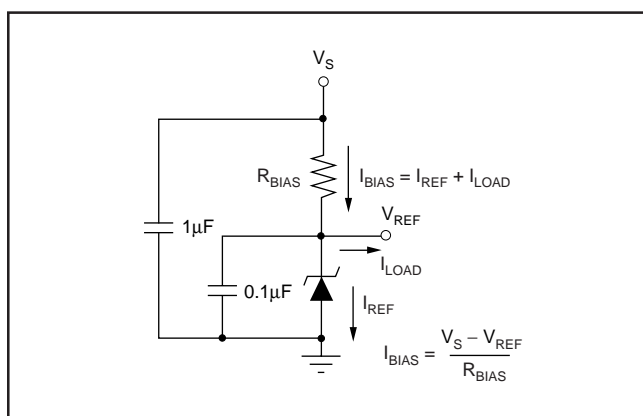 V_S
R_BIAS
I_BIAS = I_REF + I_LOAD
V_REF
1µF
I_LOAD
0.1µF
I_REF
I_BIAS = V_S – V_REF
R_BIAS